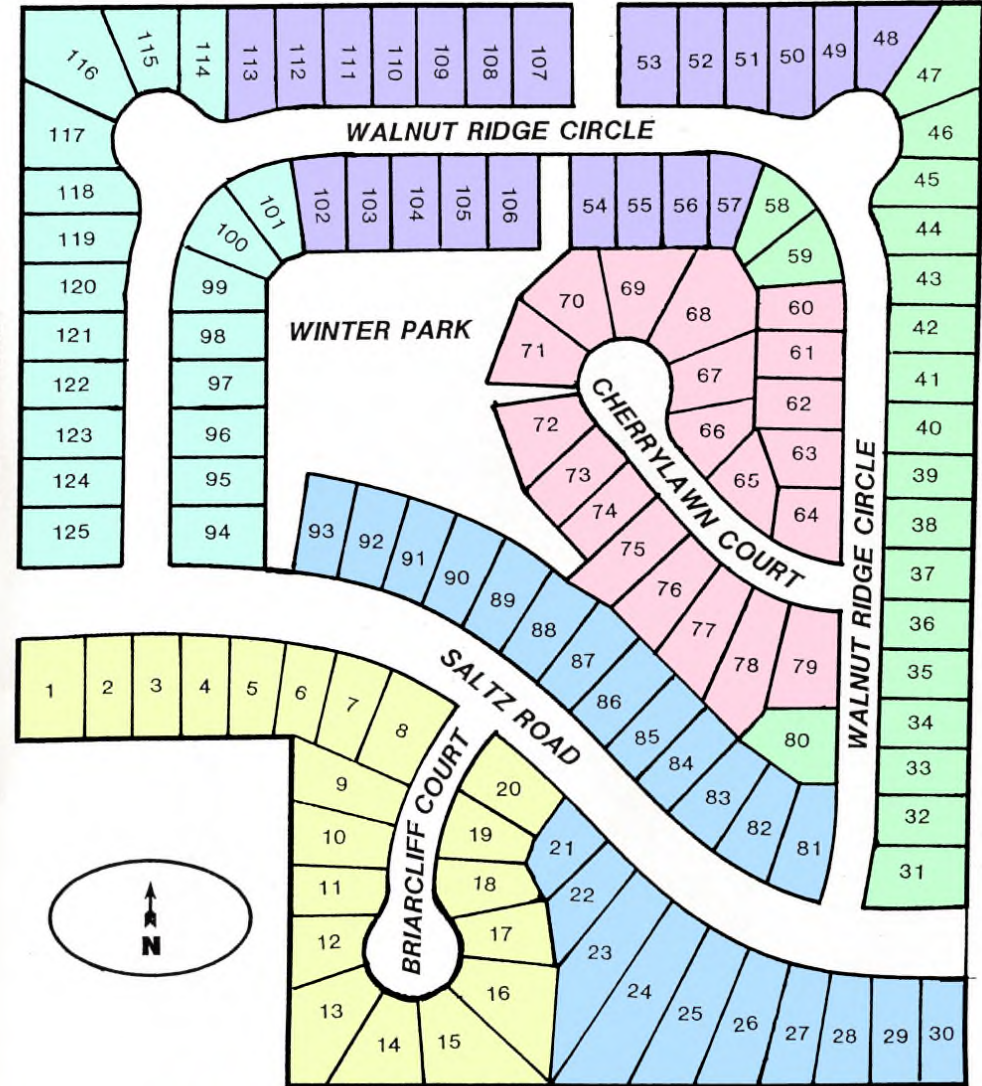 116 115 114 113 112 111 110 109 108 107 53 52 51 50 49 48
47
117 WALNUT RIDGE CIRCLE 46
118 101 102 103 104 105 106 54 55 56 57 58 45
119 100 59 44
120 99 70 69 68 60 43
121 98 WINTER PARK 71 61 42
122 97 67 41
123 96 72 CHERRYLAWN COURT 66 62 40
124 95 73 65 63 39
125 94 93 92 91 90 74 64 38
89 75 76 WALNUT RIDGE CIRCLE 37
88 77 36
1 2 3 4 5 6 7 8 SALTZ ROAD 87 86 78 79 35
85 80 34
9 BRIARCLIFF COURT 20 84 33
10 19 21 83 82 81 32
11 18 22 31
12 17 23
N
13 16 24 25 26 27 28 29 30
14 15